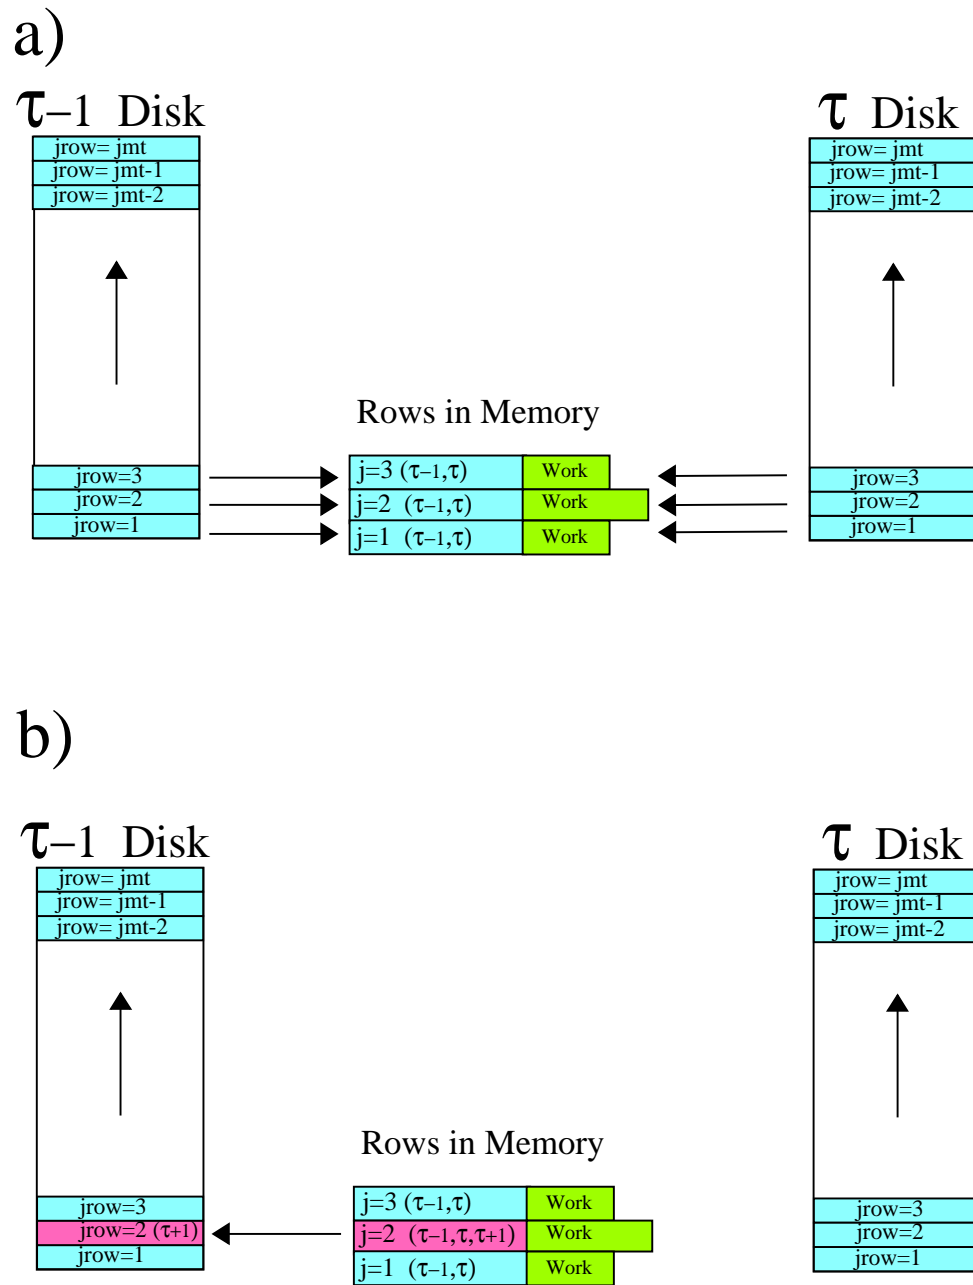 a)
τ–1 Disk
τ Disk
jrow= jmt
jrow= jmt-1
jrow= jmt-2
jrow= jmt
jrow= jmt-1
jrow= jmt-2
Rows in Memory
jrow=3
jrow=2
jrow=1
j=3 (τ–1,τ) Work
j=2 (τ–1,τ) Work
j=1 (τ–1,τ) Work
jrow=3
jrow=2
jrow=1
b)
τ–1 Disk
τ Disk
jrow= jmt
jrow= jmt-1
jrow= jmt-2
jrow= jmt
jrow= jmt-1
jrow= jmt-2
Rows in Memory
jrow=3
jrow=2 (τ+1)
jrow=1
j=3 (τ–1,τ) Work
j=2 (τ–1,τ,τ+1) Work
j=1 (τ–1,τ) Work
jrow=3
jrow=2
jrow=1